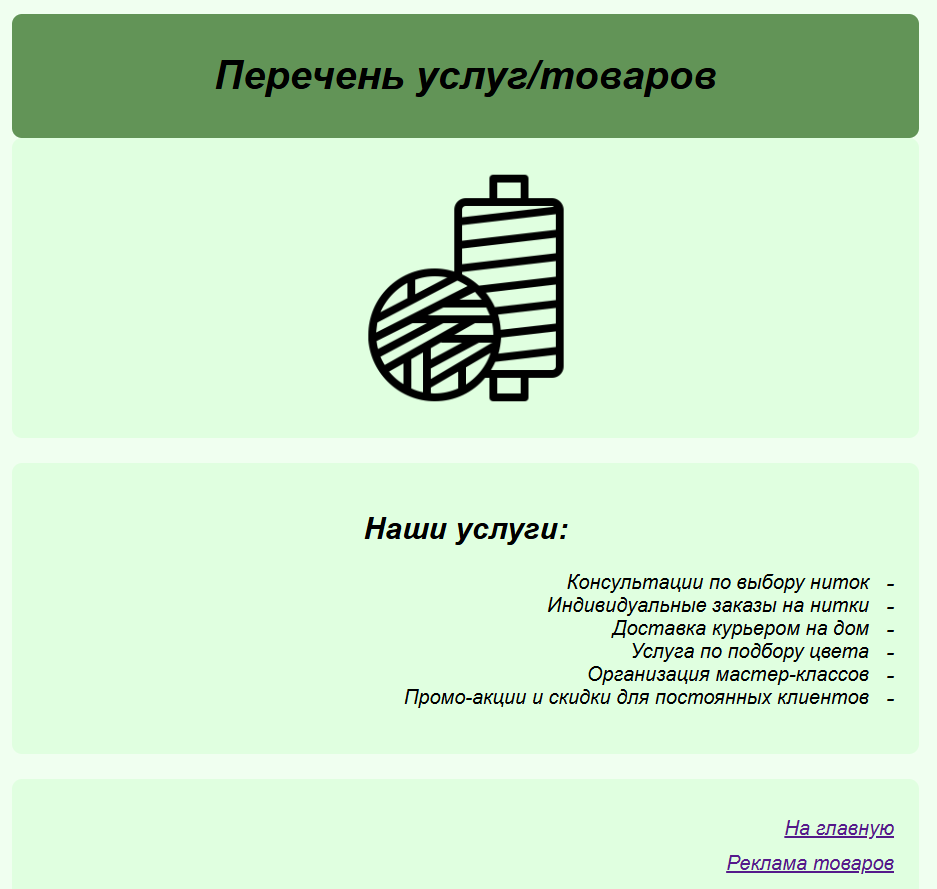 Перечень услуг/товаров
Наши услуги:
Консультации по выбору ниток -
Индивидуальные заказы на нитки -
Доставка курьером на дом -
Услуга по подбору цвета -
Организация мастер-классов -
Промо-акции и скидки для постоянных клиентов -
На главную
Реклама товаров